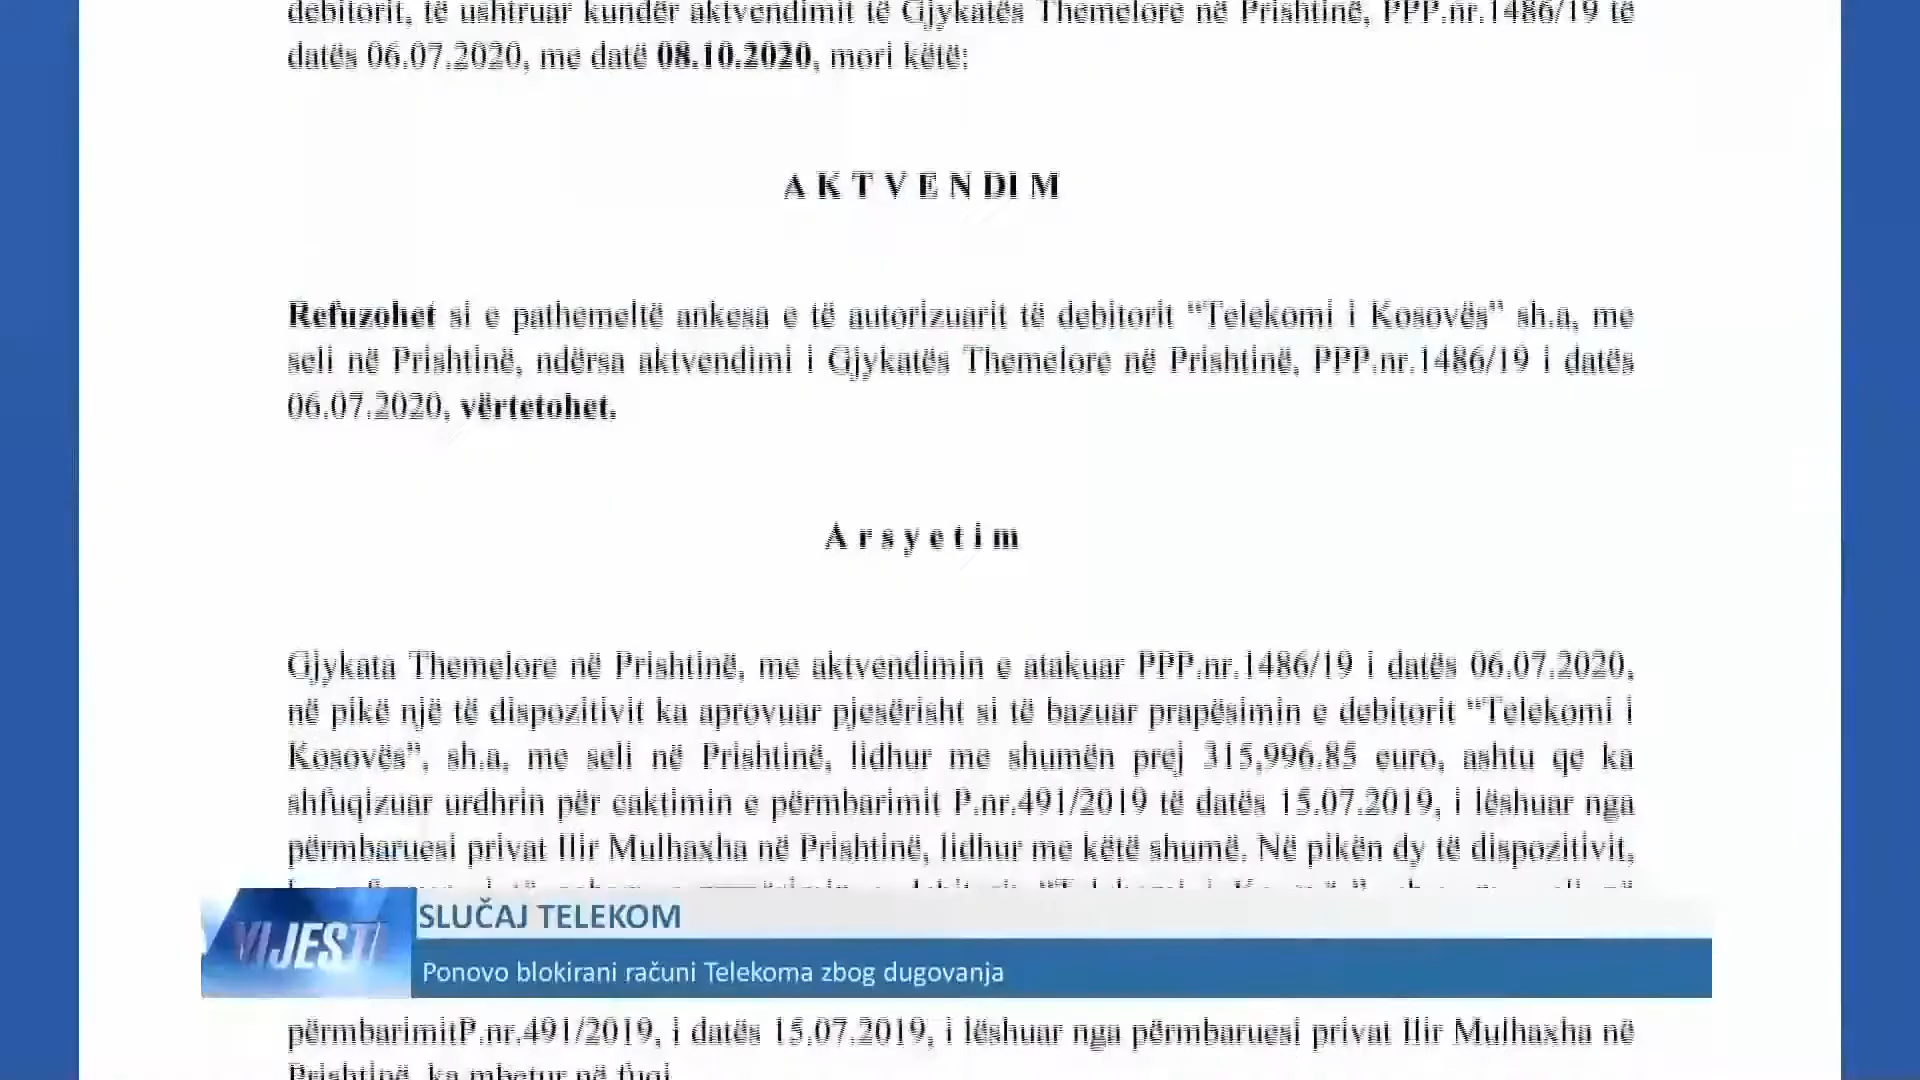 debitorit, të ushtruar kundër aktvendimit të Gjykatës Themelore në Prishtinë, PPP.nr.1486/19 të
datës 06.07.2020, me datë 08.10.2020, mori këtë:
A K T V E N D I M
Refuzohet si e pathemeltë ankesa e të autorizuarit të debitorit “Telekomi i Kosovës” sh.a, me
seli në Prishtinë, ndërsa aktvendimi i Gjykatës Themelore në Prishtinë, PPP.nr.1486/19 i datës
06.07.2020, vërtetohet.
A r s y e t i m
Gjykata Themelore në Prishtinë, me aktvendimin e atakuar PPP.nr.1486/19 i datës 06.07.2020,
në pikë një të dispozitivit ka aprovuar pjesërisht si të bazuar prapësimin e debitorit “Telekomi i
Kosovës”, sh.a, me seli në Prishtinë, lidhur me shumën prej 315,996.85 euro, ashtu qe ka
shfuqizuar urdhrin për caktimin e përmbarimit P.nr.491/2019 të datës 15.07.2019, i lëshuar nga
përmbaruesi privat Ilir Mulhaxha në Prishtinë, lidhur me këtë shumë. Në pikën dy të dispozitivit,
VIJESTI
SLUČAJ TELEKOM
Ponovo blokirani računi Telekoma zbog dugovanja
përmbarimitP.nr.491/2019, i datës 15.07.2019, i lëshuar nga përmbaruesi privat Ilir Mulhaxha në
Prishtinë, ka mbetur në fuqi